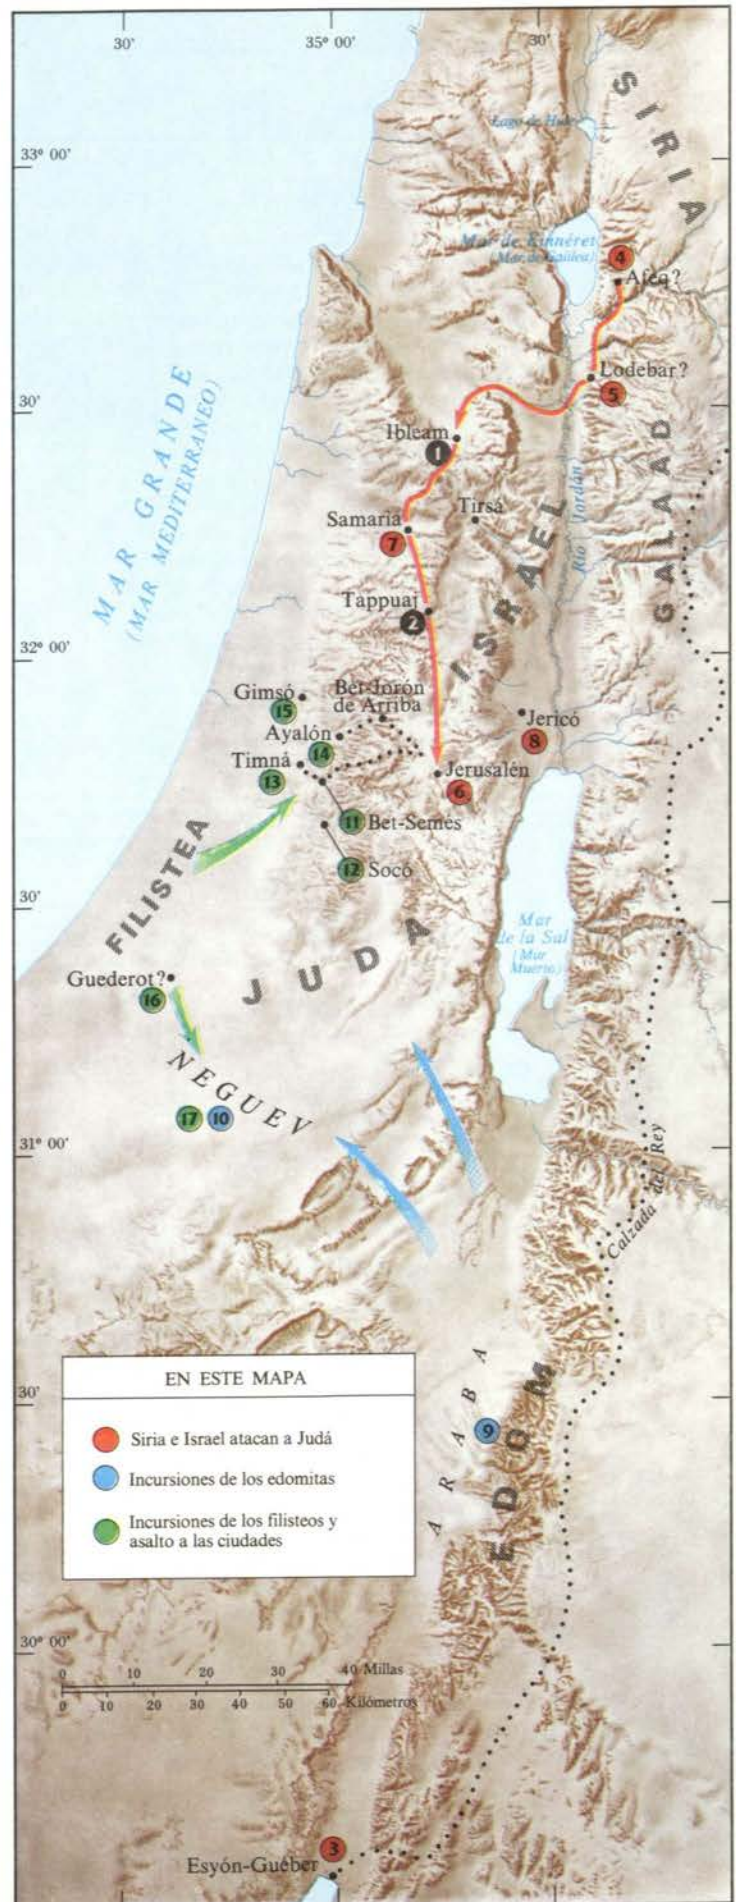 30'
35º 00'
30'
SIRIA
Lago de Hule
33º 00'
Mar de Kinnéret
(Mar de Galilea)
4
Afeq?
MAR GRANDE
(MAR MEDITERRANEO)
30'
Lodebar?
5
Ibleam
1
GALAAD
Río Jordán
Tirsá
Samaria
7
ISRAEL
Tappuaj
2
32º 00'
Gimsó
15
Bet-Jorón
de Arriba
Ayalón
14
Jericó
8
Timná
13
Jerusalén
6
11
Bet-Semes
FILISTEA
12
Socó
30'
JUDA
Mar
de la Sal
(Mar
Muerto)
Guederot?
16
NEGUEV
17
10
31º 00'
Calzada del Rey
EN ESTE MAPA
Siria e Israel atacan a Judá
Incursiones de los edomitas
Incursiones de los filisteos y
asalto a las ciudades
30'
ARABA
9
EDOM
30º 00'
0 10 20 30 40 Millas
0 10 20 30 40 50 60 Kilómetros
3
Esyón-Guéber